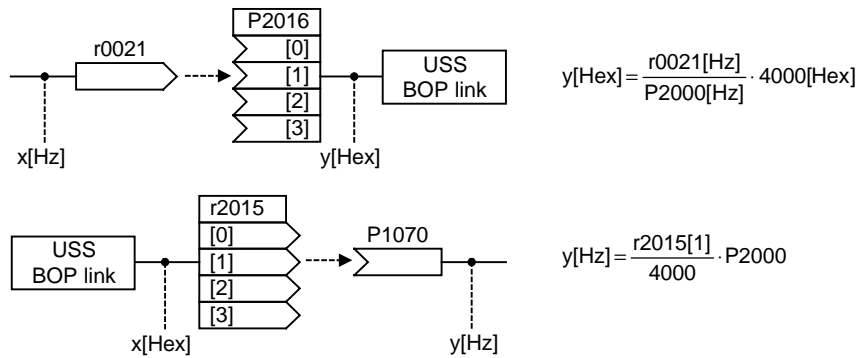 P2016
r0021
[0]
[1]
[2]
[3]
USS
BOP link
x[Hz]
y[Hex]
y[Hex] = r0021[Hz] / P2000[Hz] · 4000[Hex]
r2015
[0]
[1]
[2]
[3]
USS
BOP link
P1070
x[Hex]
y[Hz]
y[Hz] = r2015[1] / 4000 · P2000